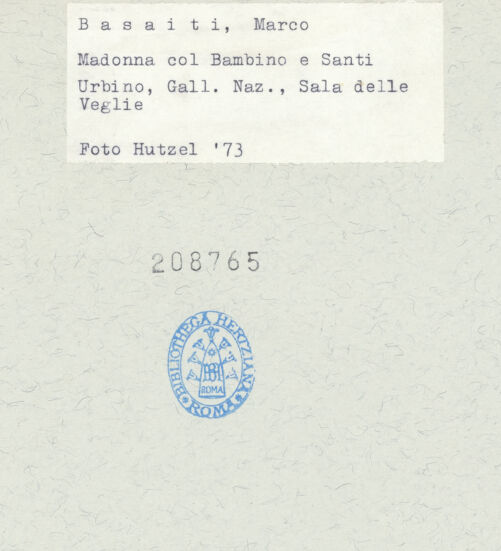 Basaiti, Marco
Madonna col Bambino e Santi
Urbino, Gall. Naz., Sala delle
Veglie
Foto Hutzel '73
208765
BIBLIOTHECA HERTZIANA
ROMA
ROMA